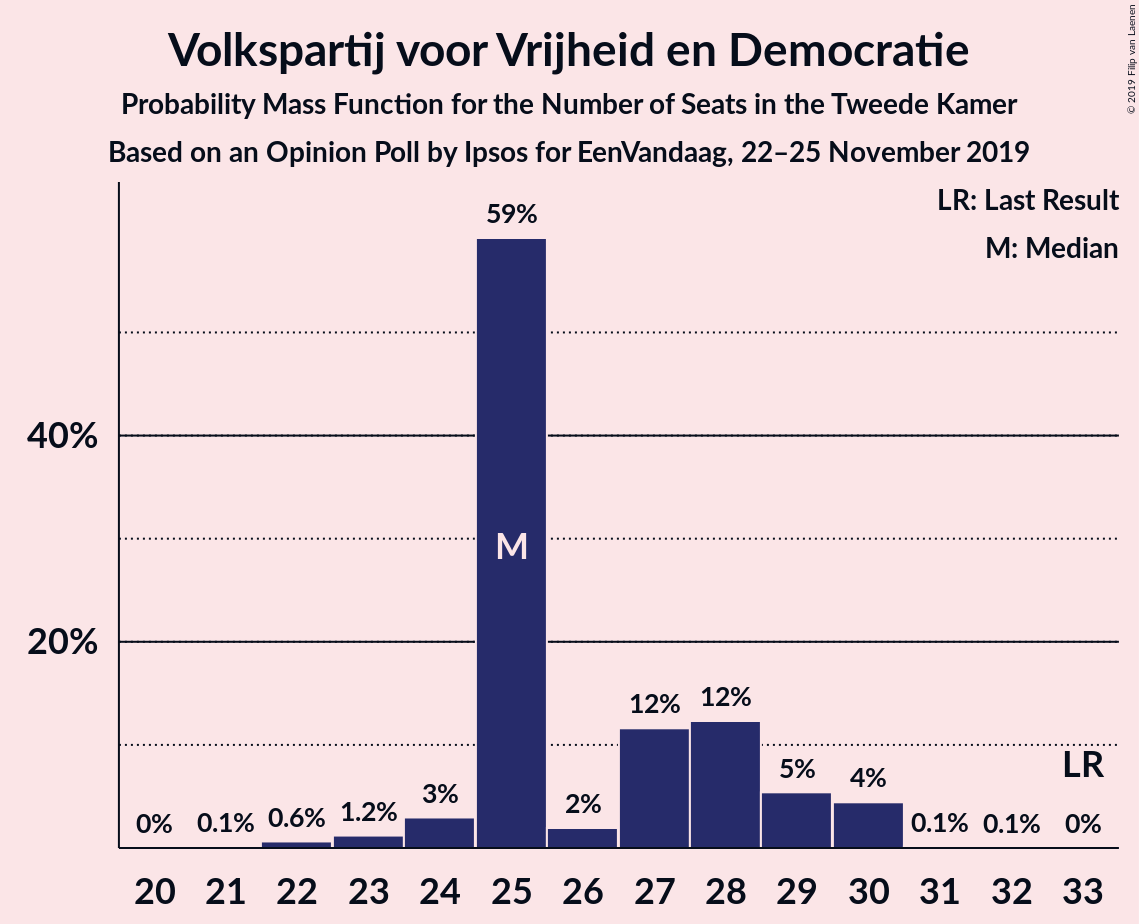 Volkspartij voor Vrijheid en Democratie
Probability Mass Function for the Number of Seats in the Tweede Kamer
Based on an Opinion Poll by Ipsos for EenVandaag, 22–25 November 2019
© 2019 Filip van Laenen
LR: Last Result
M: Median
59%
40%
20%
M
0%
0.1%
0.6%
1.2%
3%
2%
12%
12%
5%
4%
0.1%
0.1%
0%
LR
20 21 22 23 24 25 26 27 28 29 30 31 32 33